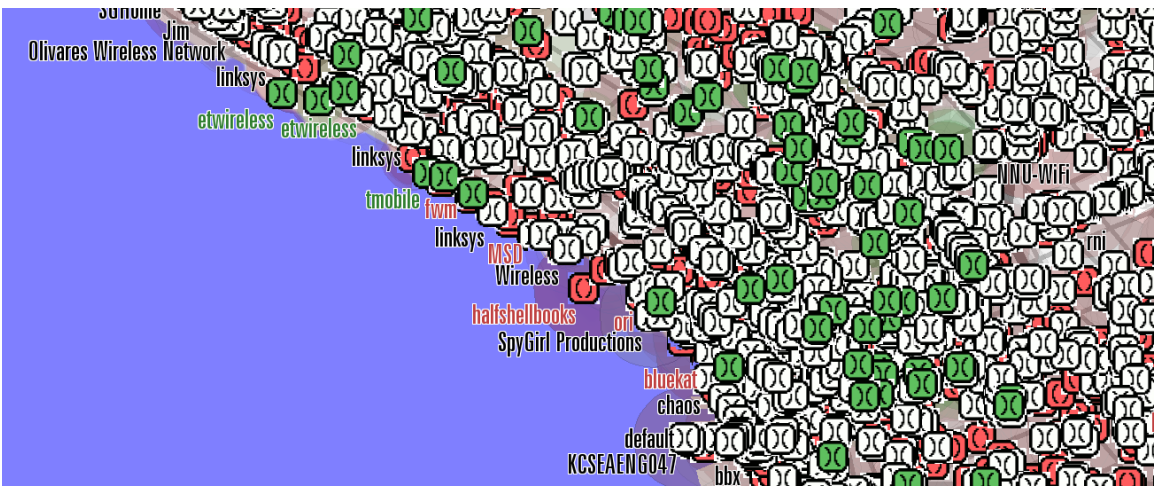 SGHome
Jim
Olivares Wireless Network
linksys
etwireless
etwireless
linksys
NNU-WiFi
tmobile
fwm
linksys
rni
MSD
Wireless
halfshellbooks
ori
SpyGirl Productions
bluekat
chaos
default
KCSEAENG047
bbx